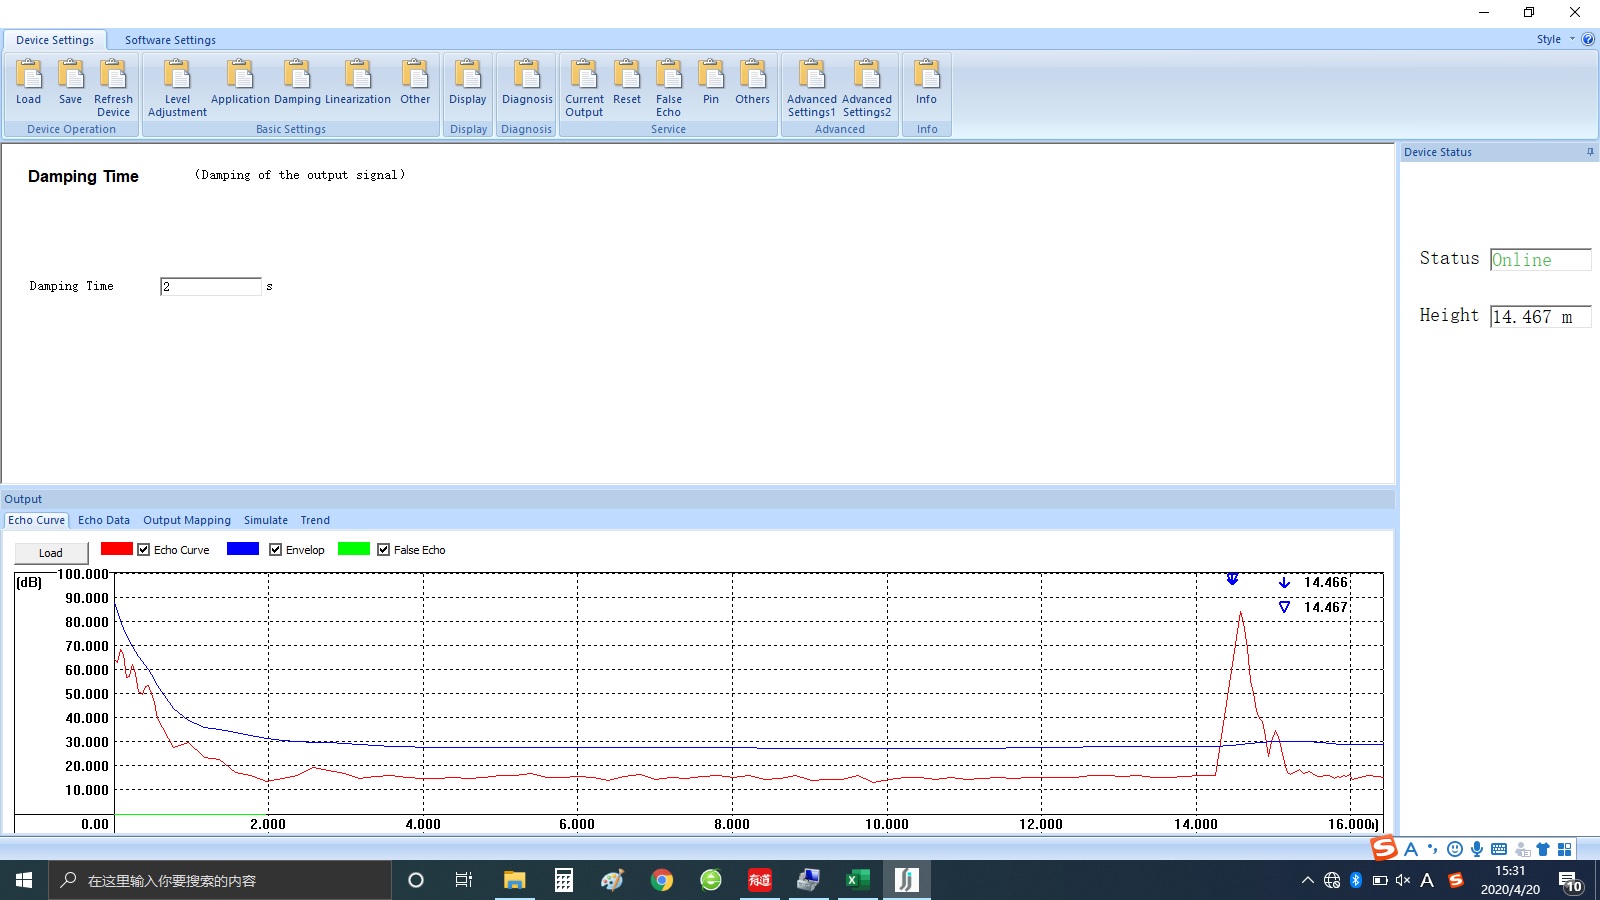 Device Settings Software Settings Style
Load Save Refresh Device Level Adjustment Application Damping Linearization Other Display Diagnosis Current Output Reset False Echo Pin Others Advanced Settings1 Advanced Settings2 Info
Device Operation Basic Settings Display Diagnosis Service Advanced Info
Device Status
Damping Time (Damping of the output signal)
Status Online
Damping Time 2 s
Height 14.467 m
Output
Echo Curve Echo Data Output Mapping Simulate Trend
Load Echo Curve Envelop False Echo
(dB) 100.000 14.466
90.000 14.467
80.000
70.000
60.000
50.000
40.000
30.000
20.000
10.000
0.00 2.000 4.000 6.000 8.000 10.000 12.000 14.000 16.000
在这里输入你要搜索的内容
有道
15:31
2020/4/20
10